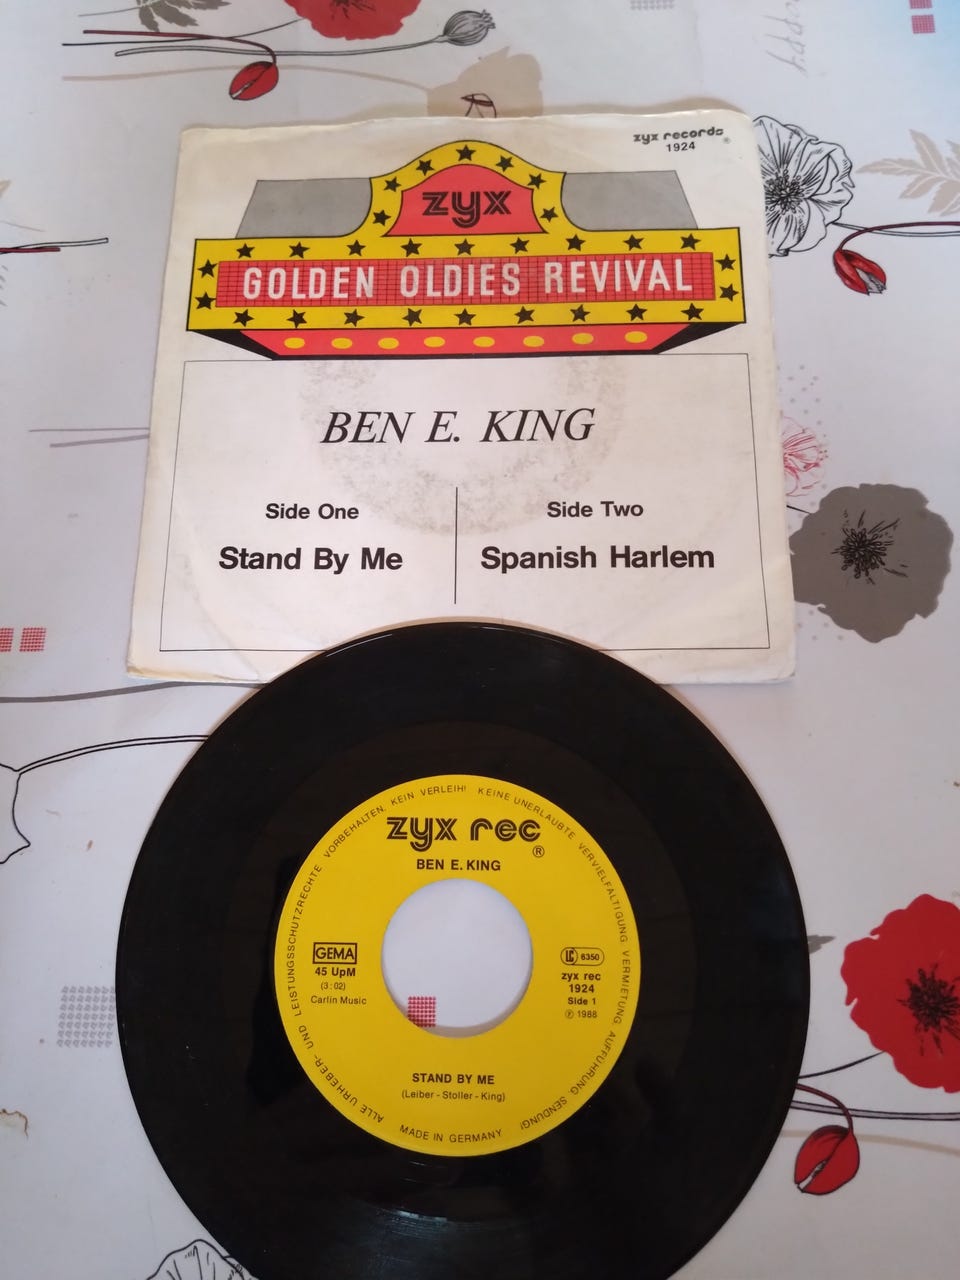 zyx records®
1924
zyx
GOLDEN OLDIES REVIVAL
BEN E. KING
Side One
Stand By Me
Side Two
Spanish Harlem
ALLE URHEBER- UND LEISTUNGSSCHUTZRECHTE VORBEHALTEN. KEIN VERLEIH! KEINE UNERLAUBTE VERVIELFÄLTIGUNG VERMIETUNG AUFFÜHRUNG SENDUNG!
zyx rec®
BEN E. KING
GEMA
45 UpM
(3:02)
Carlin Music
LC 6350
zyx rec
1924
Side 1
℗ 1988
STAND BY ME
(Leiber - Stoller - King)
MADE IN GERMANY